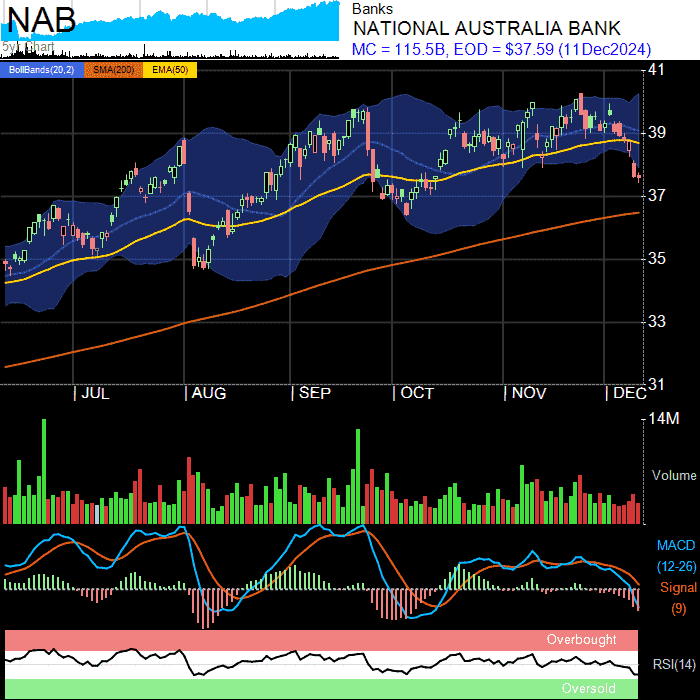 NAB
5yr Chart
Banks
NATIONAL AUSTRALIA BANK
MC = 115.5B, EOD = $37.59 (11Dec2024)
BollBands(20,2) SMA(200) EMA(50)
41
39
37
35
33
31
JUL AUG SEP OCT NOV DEC
14M
Volume
MACD
(12-26)
Signal
(9)
Overbought
RSI(14)
Oversold